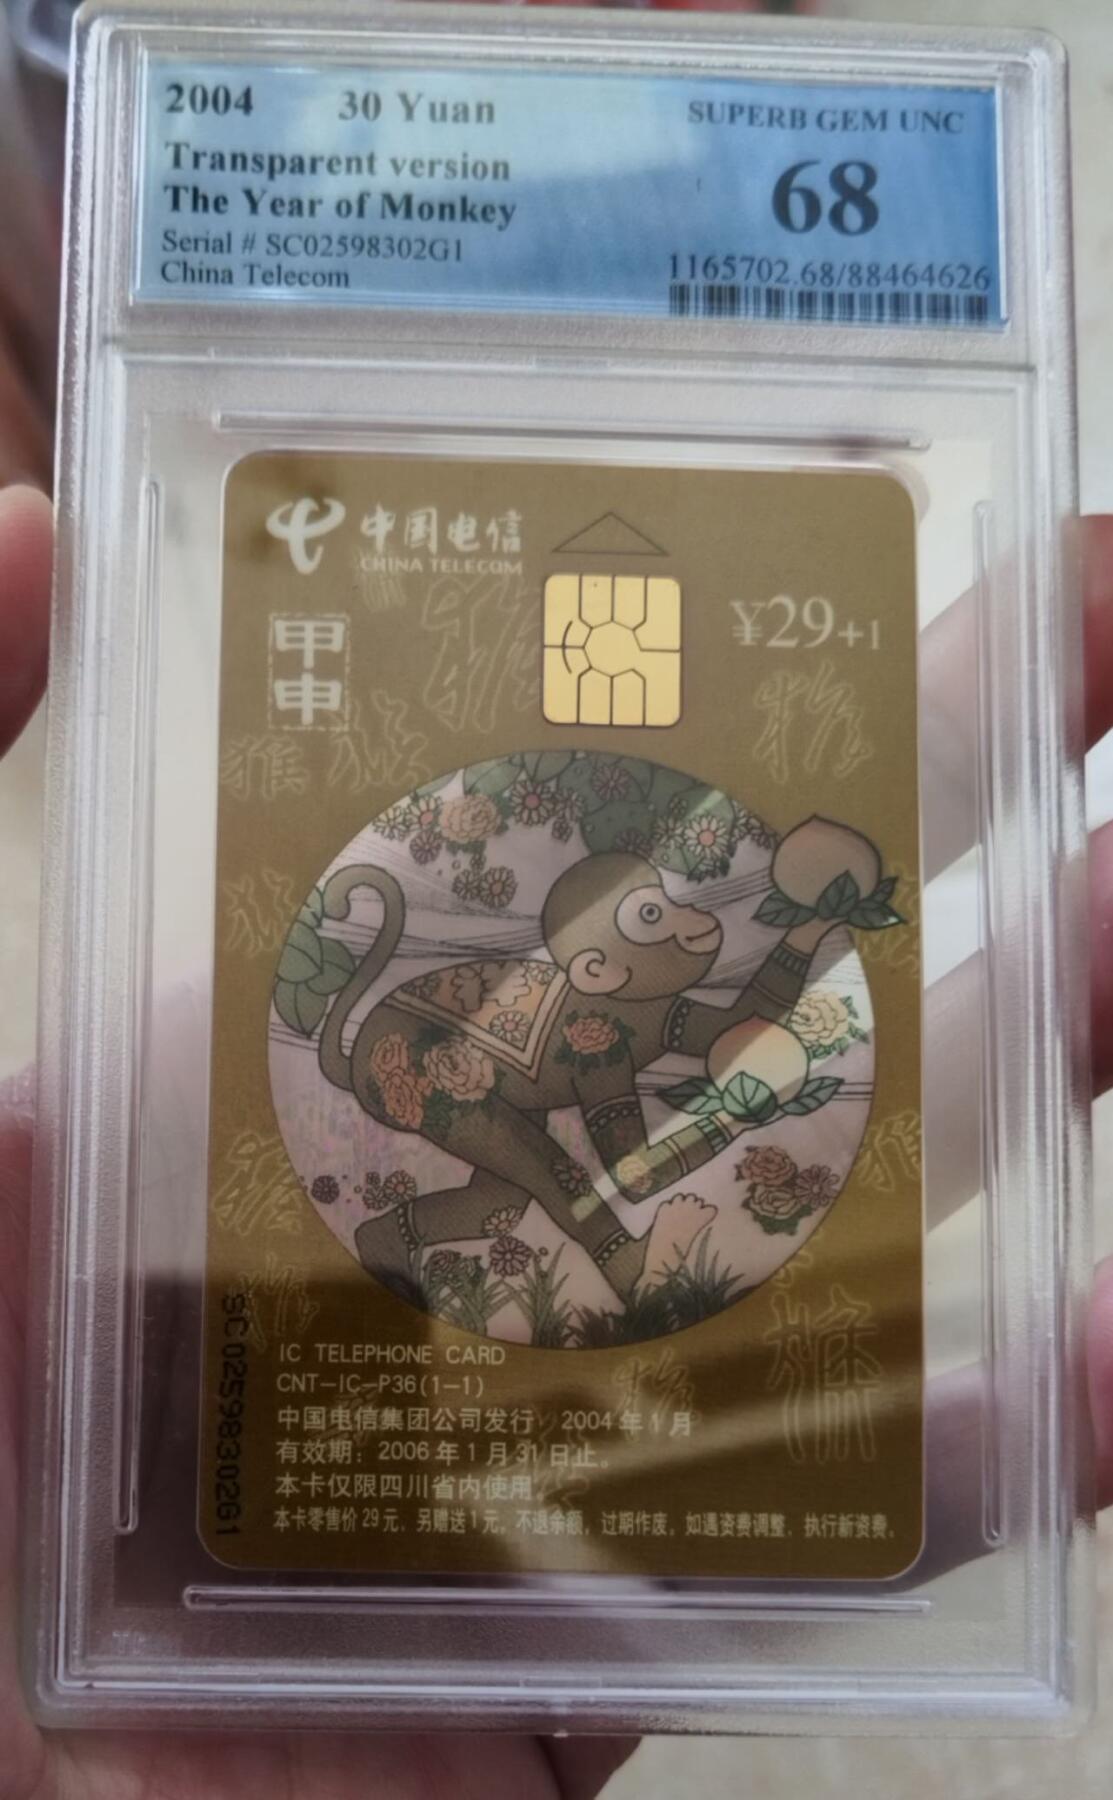 2004 30 Yuan
Transparent version
The Year of Monkey
Serial # SC02598302G1
China Telecom
SUPERB GEM UNC
68
1165702.68/88464626
中国电信
CHINA TELECOM
甲申
¥29+1
猴
IC TELEPHONE CARD
CNT-IC-P36(1-1)
中国电信集团公司发行 2004年1月
有效期：2006年1月31日止。
本卡仅限四川省内使用
本卡零售价29元，另赠送1元，不退余额，过期作废，如遇资费调整，执行新资费。
SC02598302G1